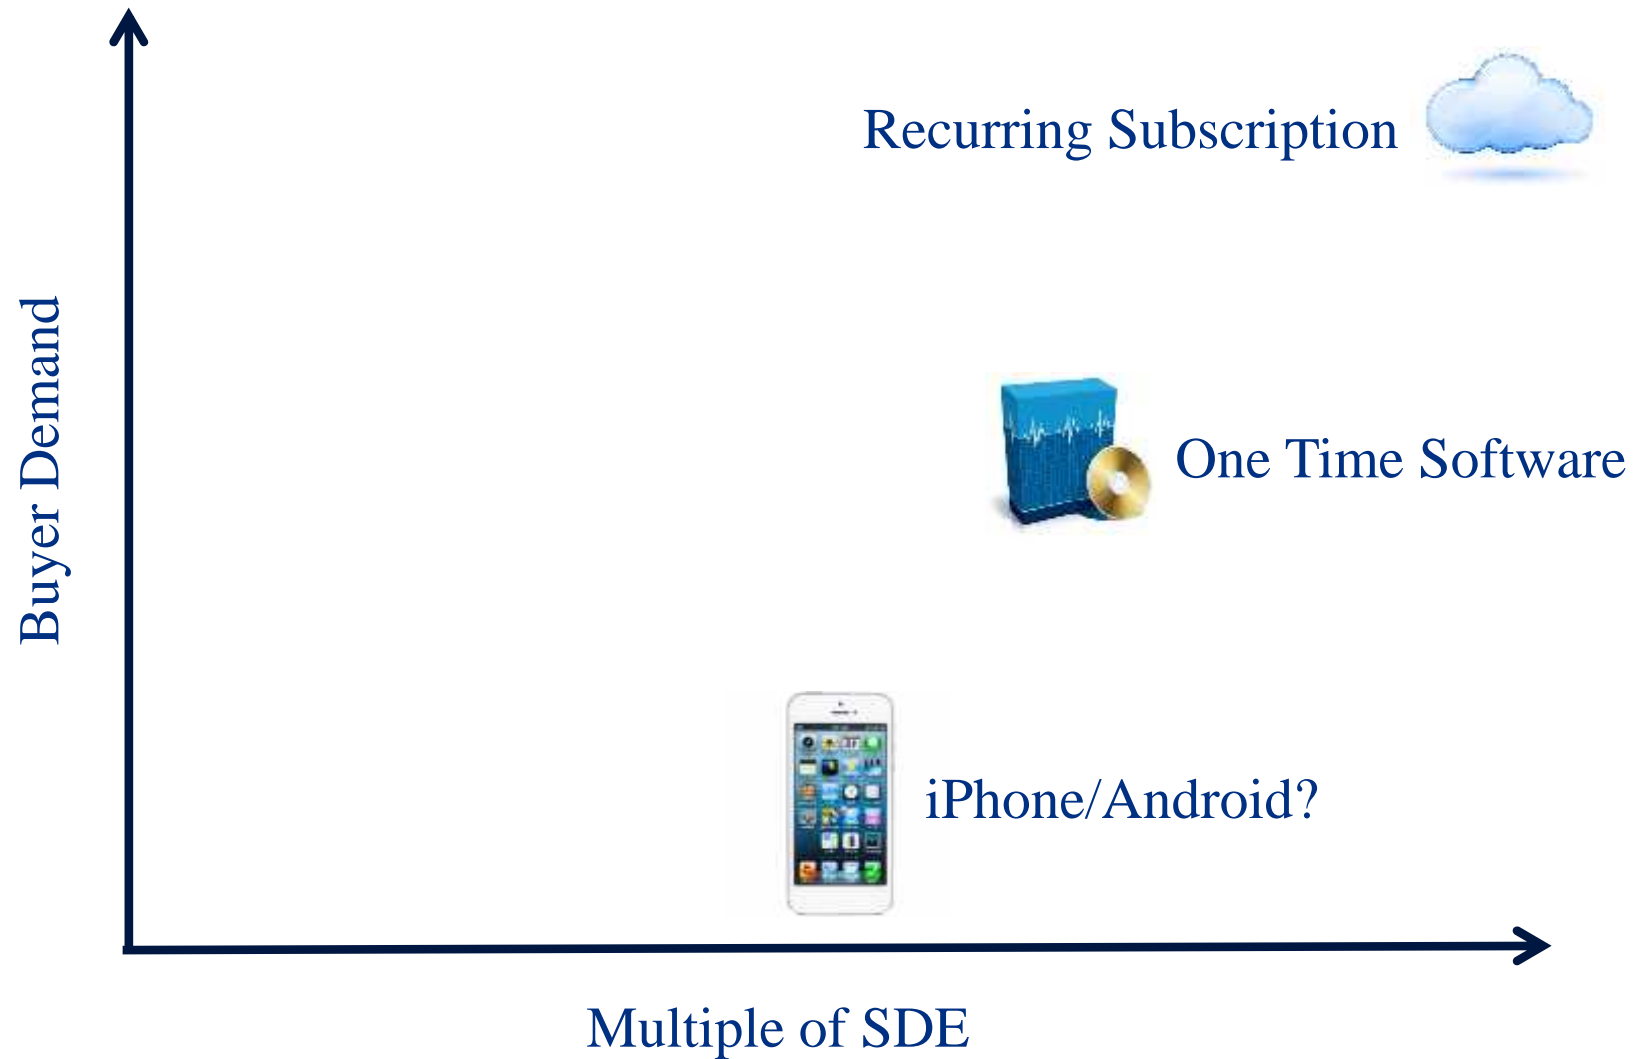 Recurring Subscription
Buyer Demand
One Time Software
iPhone/Android?
Multiple of SDE